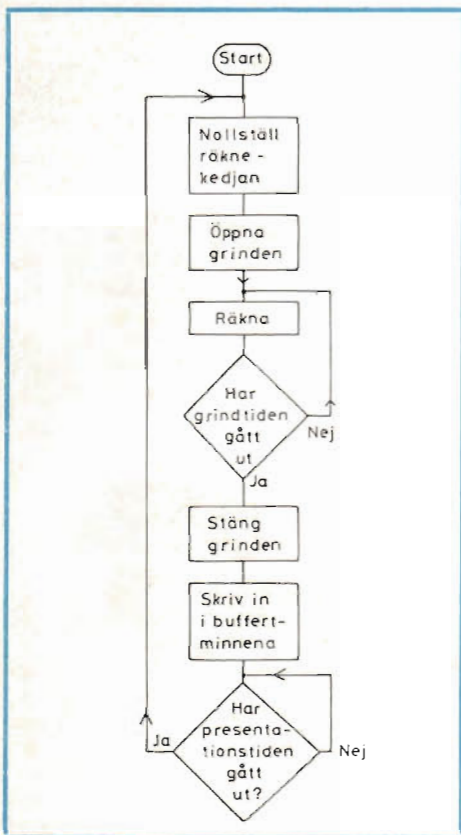 Start
Nollställ
räkne-
kedjan
Öppna
grinden
Räkna
Har
grindtiden
gått
ut
Nej
Ja
Stäng
grinden
Skriv in
i buffert-
minnena
Har
presenta-
tionstiden
gått
ut?
Ja
Nej